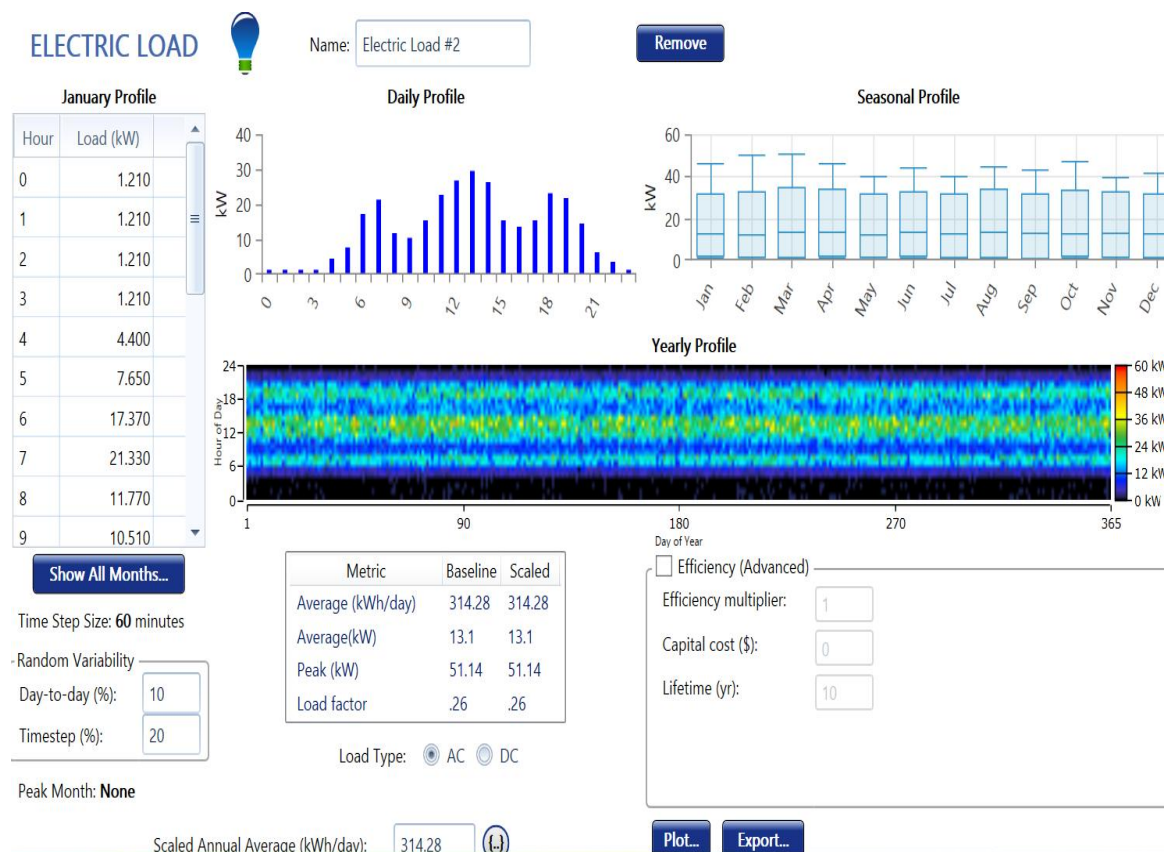 ELECTRIC LOAD
Name: Electric Load #2
Remove
January Profile
Hour Load (kW)
0 1.210
1 1.210
2 1.210
3 1.210
4 4.400
5 7.650
6 17.370
7 21.330
8 11.770
9 10.510
Show All Months...
Time Step Size: 60 minutes
Random Variability
Day-to-day (%): 10
Timestep (%): 20
Peak Month: None
Daily Profile
kW
40
30
20
10
0
0 3 6 9 12 15 18 21
Seasonal Profile
kW
60
40
20
0
Jan Feb Mar Apr May Jun Jul Aug Sep Oct Nov Dec
Yearly Profile
Hour of Day
24
18
12
6
0
1 90 180 270 365
Day of Year
60 kW
48 kW
36 kW
24 kW
12 kW
0 kW
Metric Baseline Scaled
Average (kWh/day) 314.28 314.28
Average(kW) 13.1 13.1
Peak (kW) 51.14 51.14
Load factor .26 .26
Load Type: AC DC
Scaled Annual Average (kWh/day): 314.28 {..}
Efficiency (Advanced)
Efficiency multiplier: 1
Capital cost ($): 0
Lifetime (yr): 10
Plot... Export...